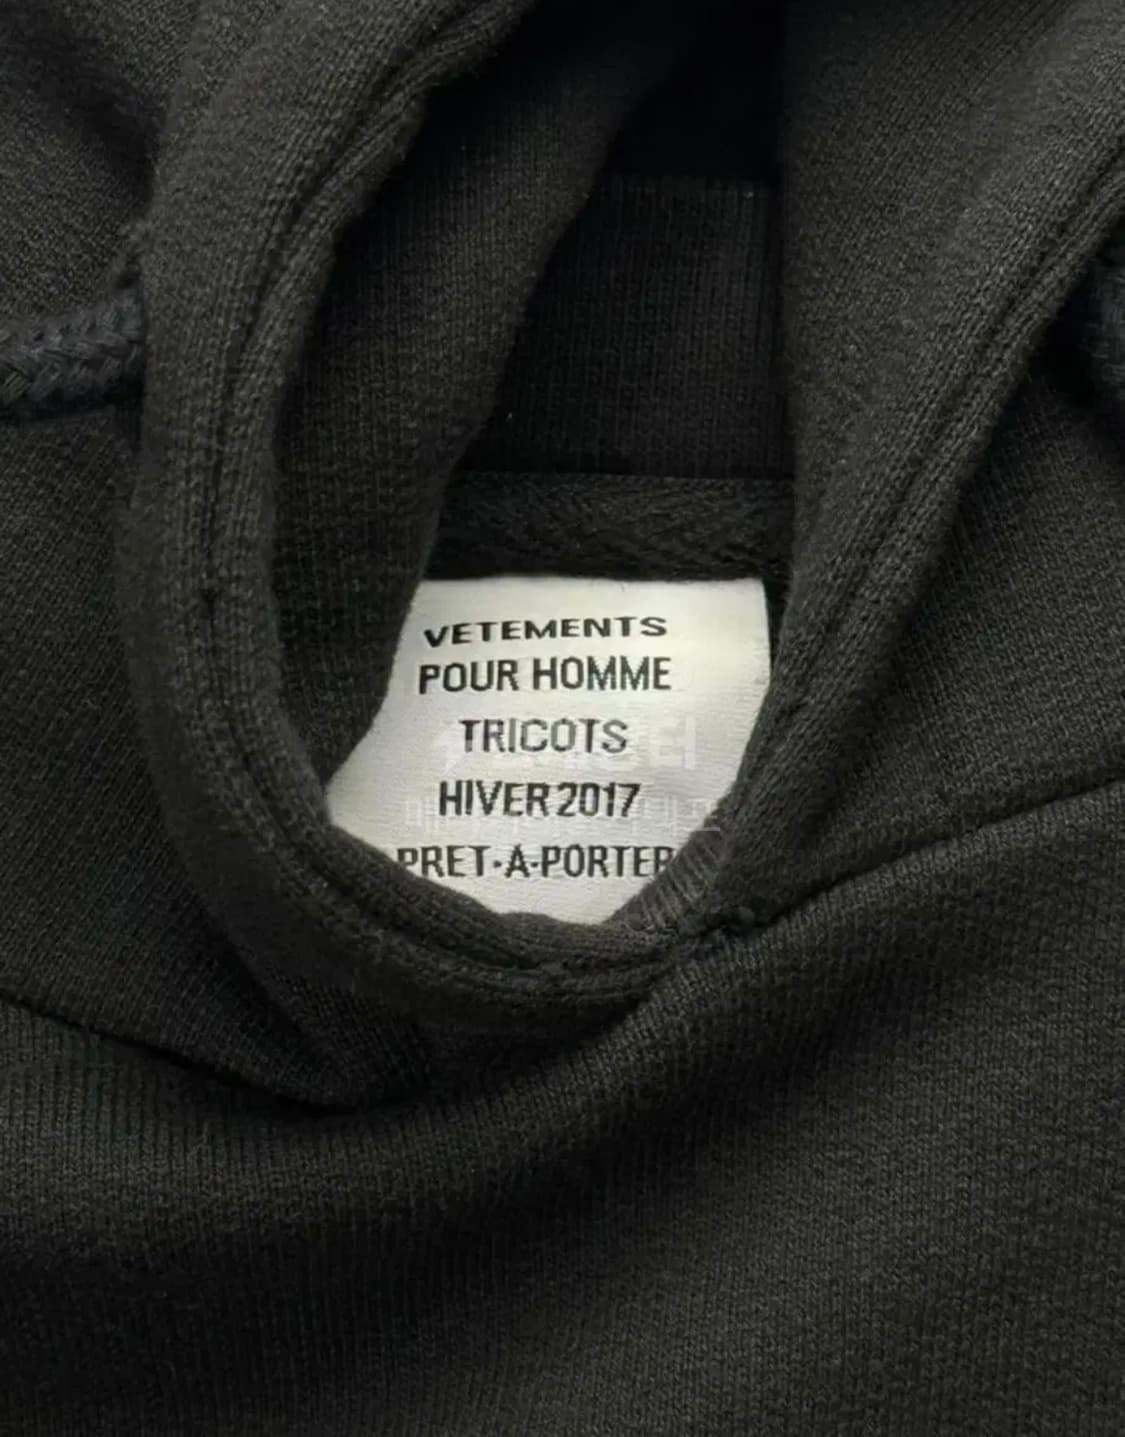 VETEMENTS
POUR HOMME
TRICOTS
HIVER 2017
PRET-A-PORTER